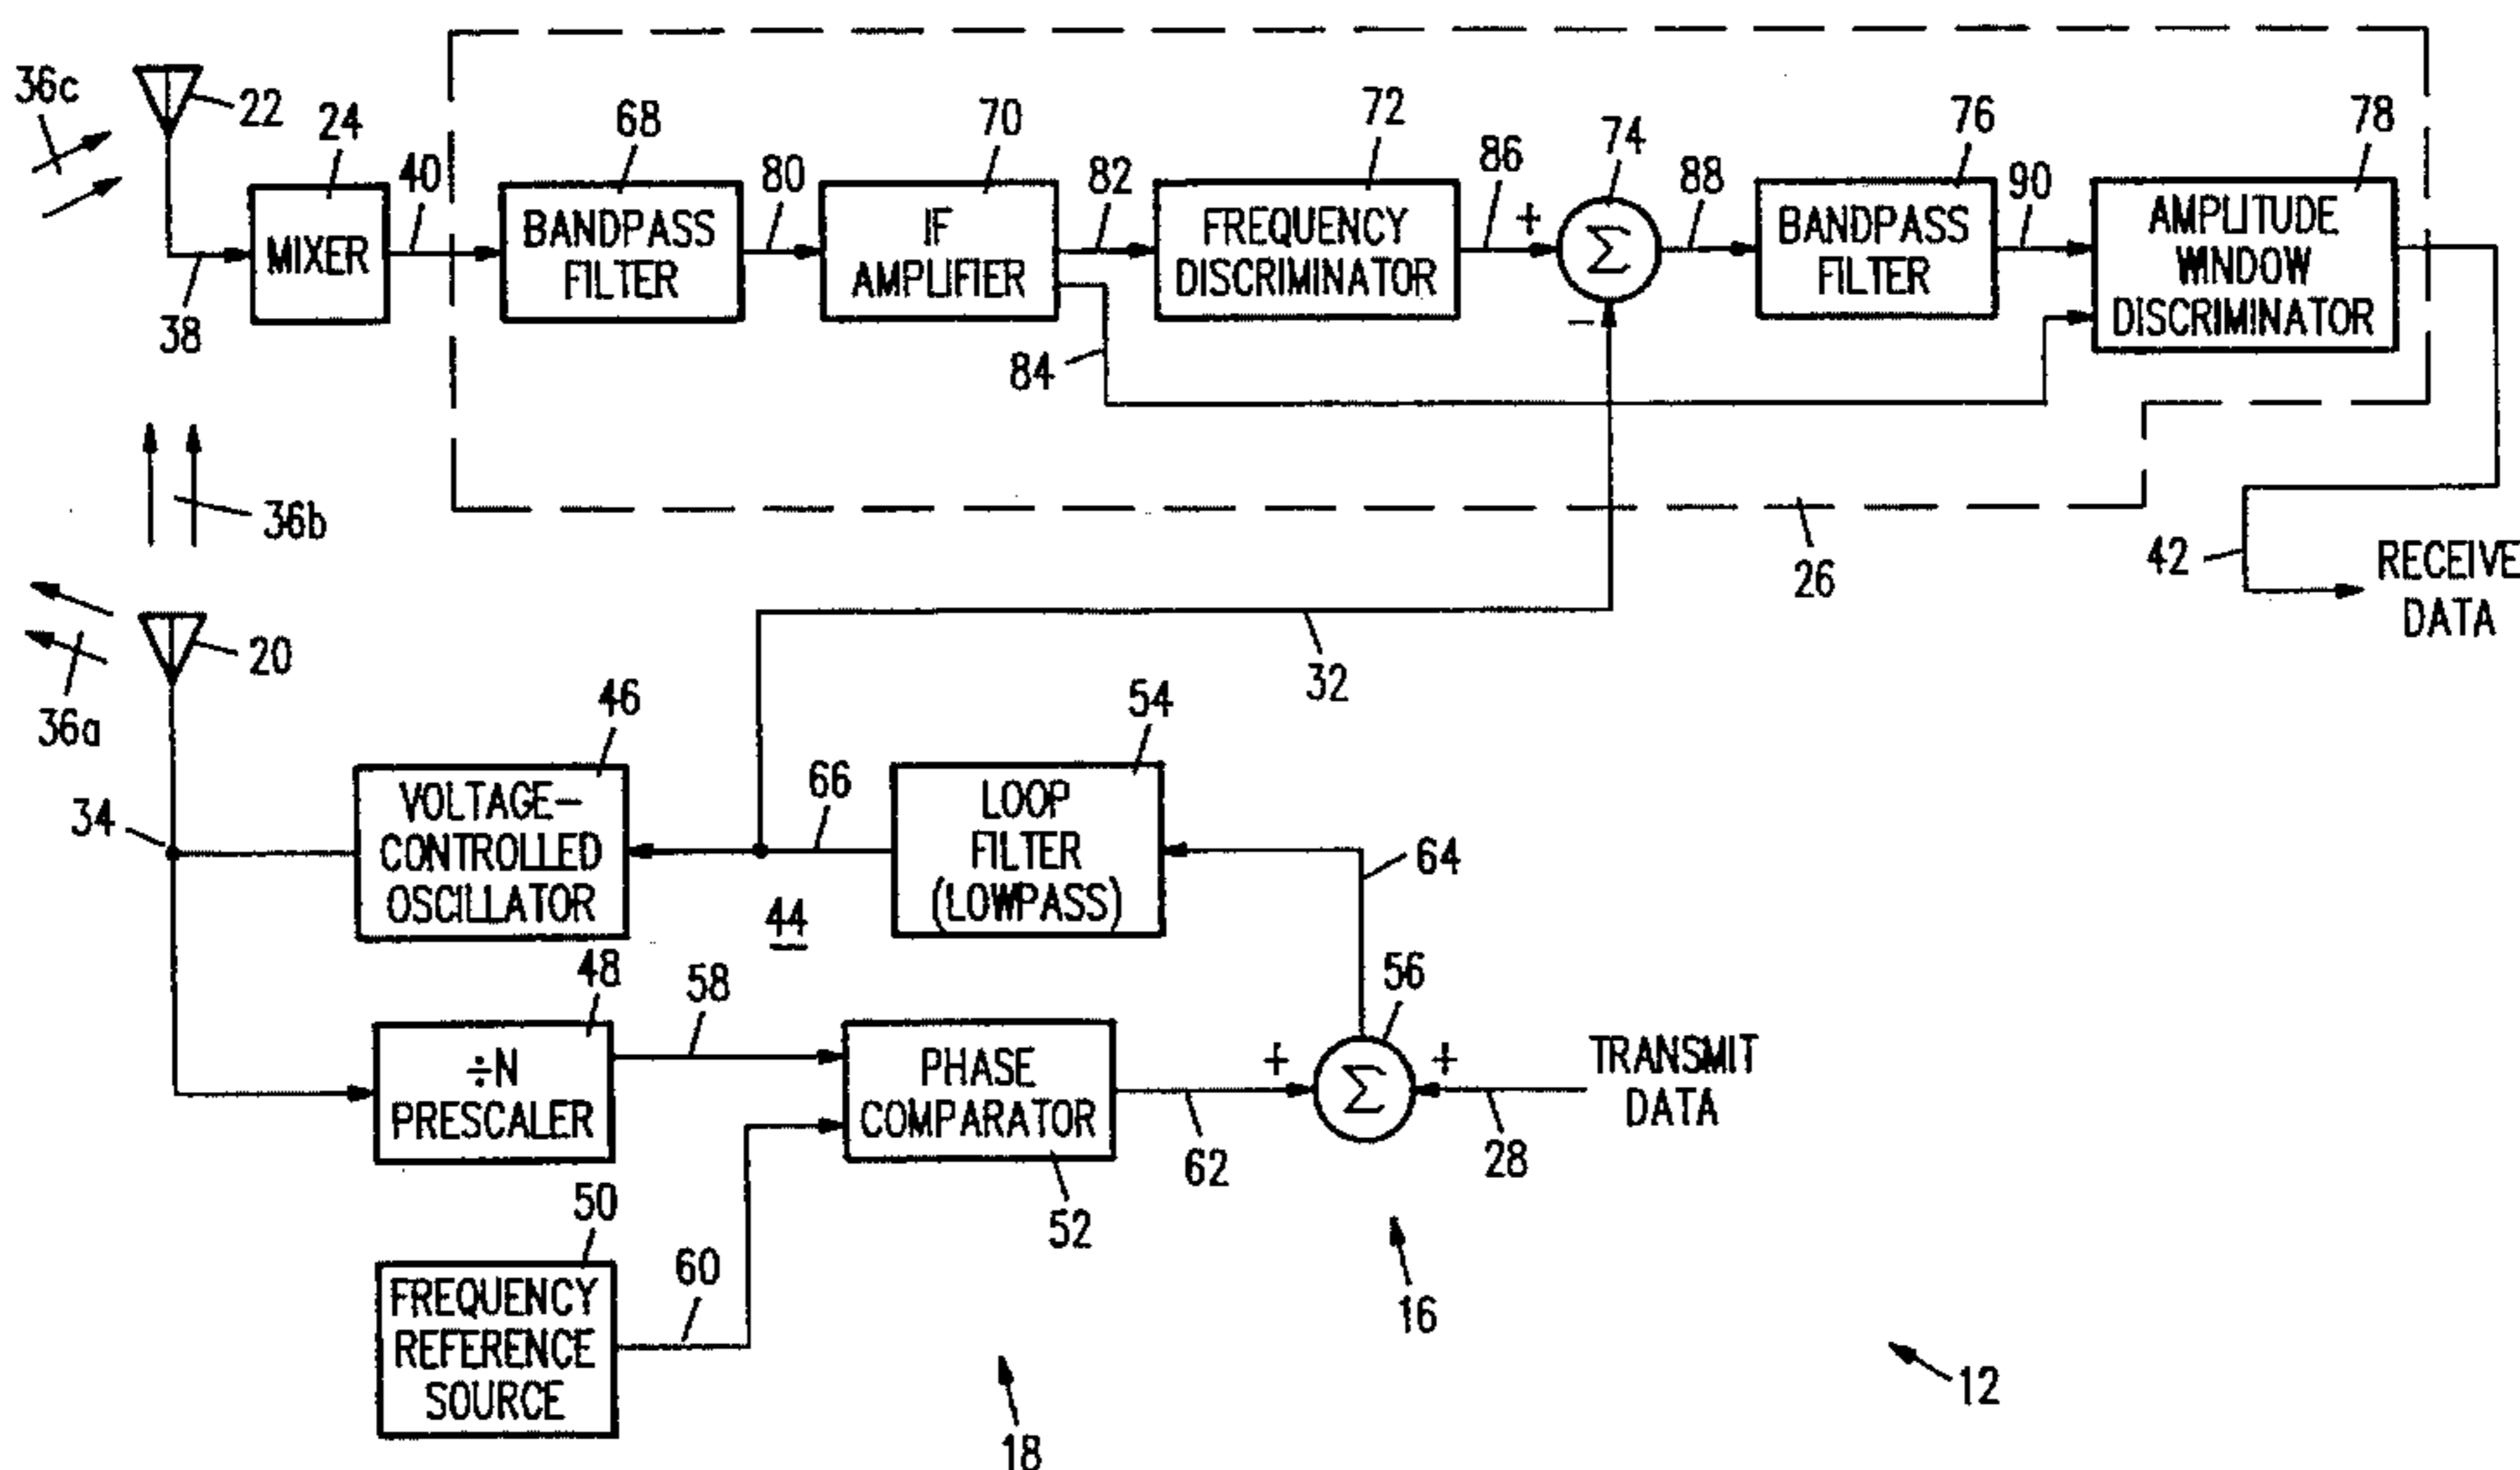 36c
22
24
68
70
72
74
76
78
40
80
82
86
88
90
+
MIXER
BANDPASS
FILTER
IF
AMPLIFIER
FREQUENCY
DISCRIMINATOR
Σ
BANDPASS
FILTER
AMPLITUDE
WINDOW
DISCRIMINATOR
38
84
-
36b
26
42
RECEIVE
DATA
20
36a
32
46
54
66
34
VOLTAGE-
CONTROLLED
OSCILLATOR
LOOP
FILTER
(LOWPASS)
64
44
48
58
56
÷N
PRESCALER
PHASE
COMPARATOR
+
Σ
+
TRANSMIT
DATA
62
28
52
50
60
16
FREQUENCY
REFERENCE
SOURCE
12
18